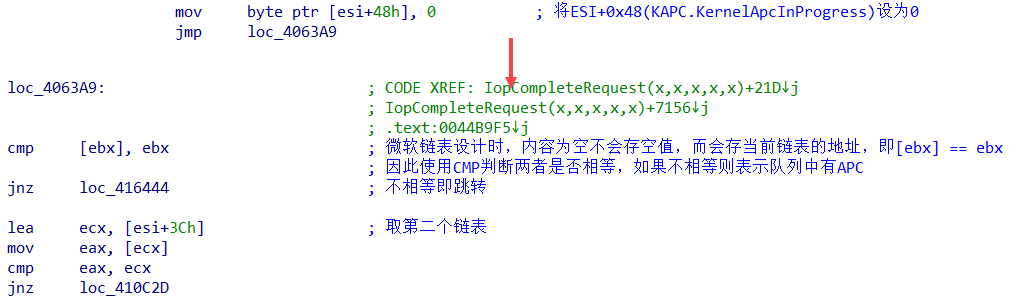 mov     byte ptr [esi+48h], 0     ; 将ESI+0x48(KAPC.KernelApcInProgress)设为0
jmp     loc_4063A9
loc_4063A9:     ; CODE XREF: IopCompleteRequest(x,x,x,x,x)+21D↓j
; IopCompleteRequest(x,x,x,x,x)+7156↓j
; .text:0044B9F5↓j
cmp     [ebx], ebx     ; 微软链表设计时，内容为空不会存空值，而会存当前链表的地址，即[ebx] == ebx
; 因此使用CMP判断两者是否相等，如果不相等则表示队列中有APC
jnz     loc_416444     ; 不相等即跳转
lea     ecx, [esi+3Ch]     ; 取第二个链表
mov     eax, [ecx]
cmp     eax, ecx
jnz     loc_410C2D